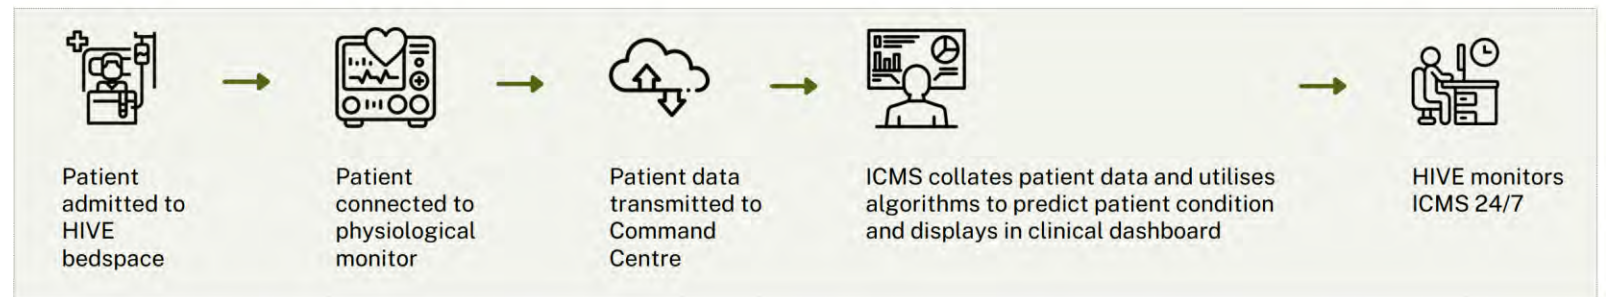 Patient
admitted to
HIVE
bedspace
Patient
connected to
physiological
monitor
Patient data
transmitted to
Command
Centre
ICMS collates patient data and utilises
algorithms to predict patient condition
and displays in clinical dashboard
HIVE monitors
ICMS 24/7